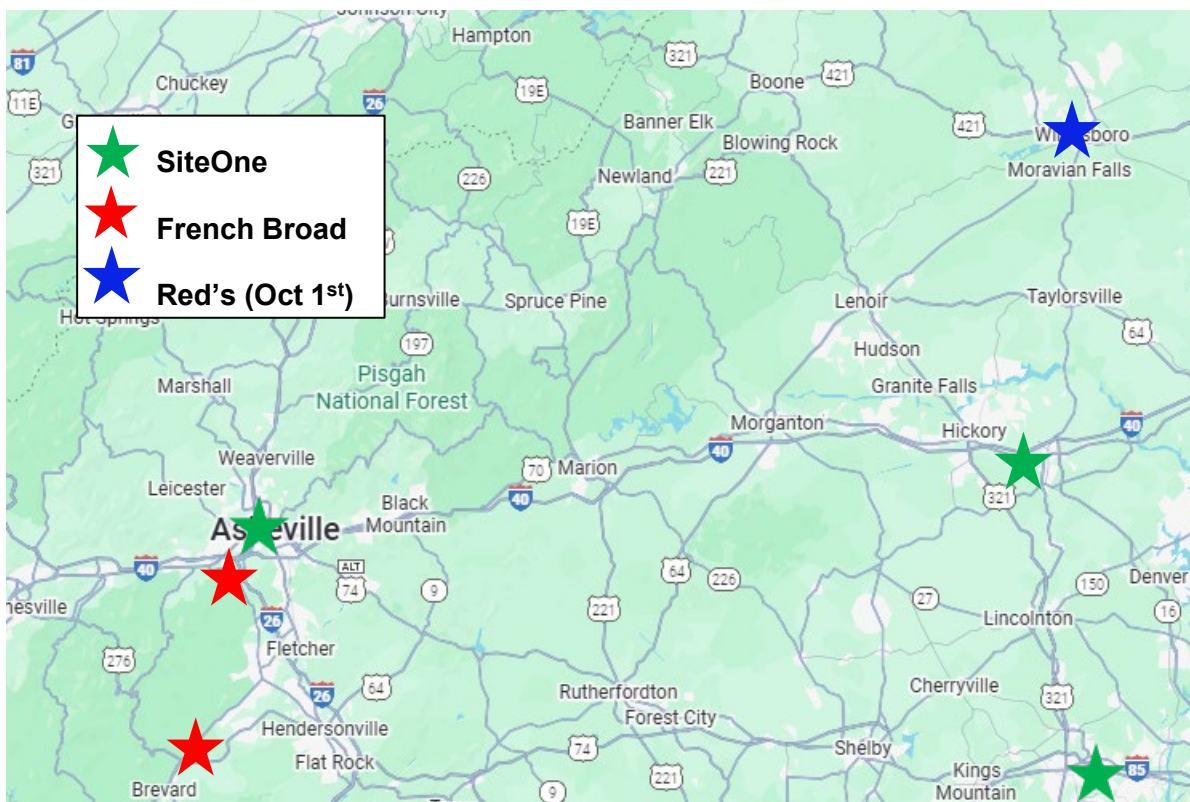 Johnson City
Hampton
81
321
Boone
421
Chuckey
26
19E
11E
Banner Elk
421
Blowing Rock
Moravian Falls
SiteOne
321
226
Newland
221
French Broad
19E
Red's (Oct 1st)
Burnsville
Spruce Pine
Lenoir
Taylorsville
Hot Springs
64
197
Hudson
Marshall
Pisgah
National Forest
Granite Falls
Morganton
Hickory
40
40
Weaverville
70
Marion
Leicester
40
321
Black
Mountain
Asheville
40
ALT
74
9
64
226
150
Denver
27
16
26
221
Lincolnton
Fletcher
276
64
26
Rutherfordton
Cherryville
321
Hendersonville
Forest City
Flat Rock
74
Shelby
Kings
Mountain
85
Brevard
221
9